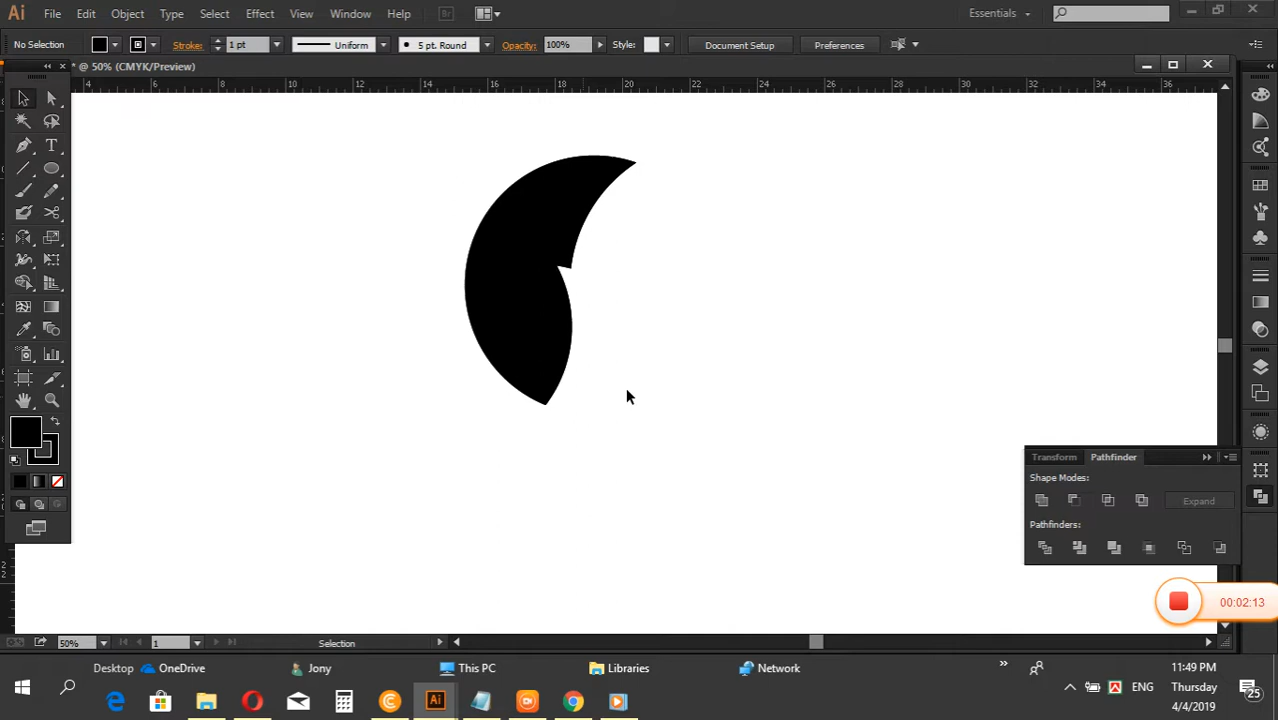 Ai File Edit Object Type Select Effect View Window Help Br Essentials
No Selection Stroke: 1 pt Uniform 5 pt. Round Opacity: 100% Style: Document Setup Preferences
* @ 50% (CMYK/Preview)
4 6 8 10 12 14 16 18 20 22 24 26 28 30 32 34 36
Transform Pathfinder
Shape Modes:
Expand
Pathfinders:
00:02:13
50% 1 Selection
Desktop OneDrive Jony This PC Libraries Network » 11:49 PM
ENG Thursday
Ai 4/4/2019 25